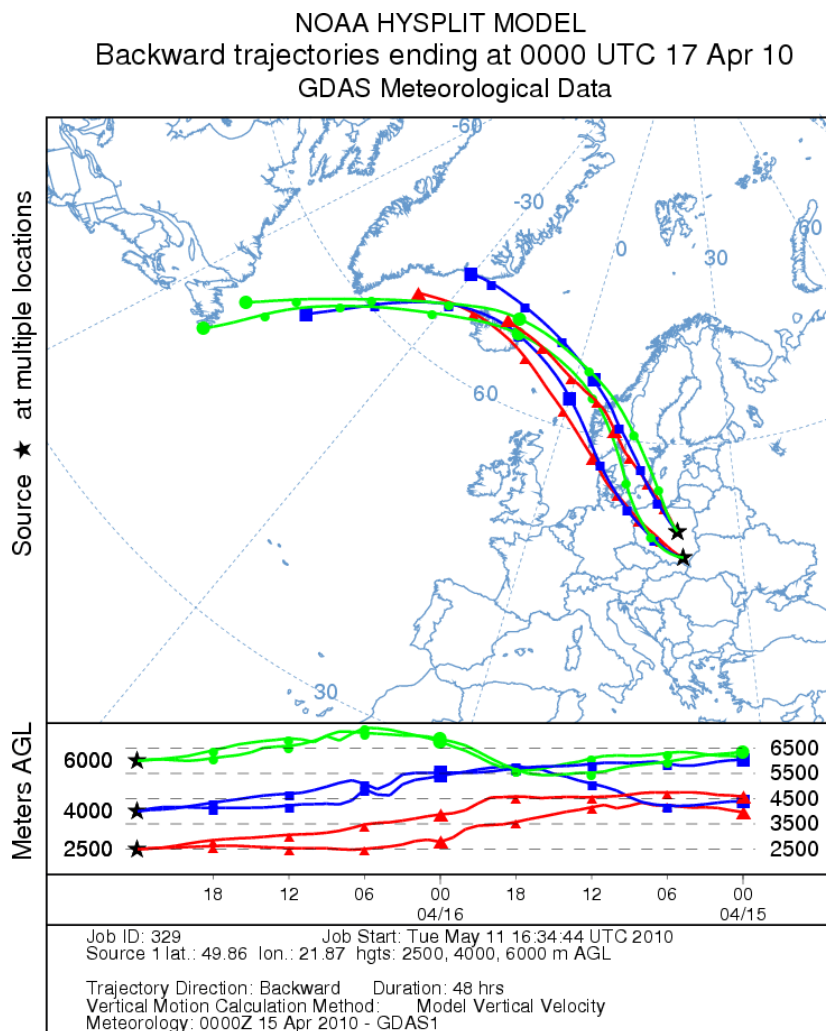 NOAA HYSPLIT MODEL
Backward trajectories ending at 0000 UTC 17 Apr 10
GDAS Meteorological Data
Source ★ at multiple locations
-60
-30
0
30
60
60
30
Meters AGL
6000
4000
2500
6500
5500
4500
3500
2500
18 12 06 00 18 12 06 00
04/16 04/15
Job ID: 329 Job Start: Tue May 11 16:34:44 UTC 2010
Source 1 lat.: 49.86 lon.: 21.87 hgts: 2500, 4000, 6000 m AGL
Trajectory Direction: Backward Duration: 48 hrs
Vertical Motion Calculation Method: Model Vertical Velocity
Meteorology: 0000Z 15 Apr 2010 - GDAS1